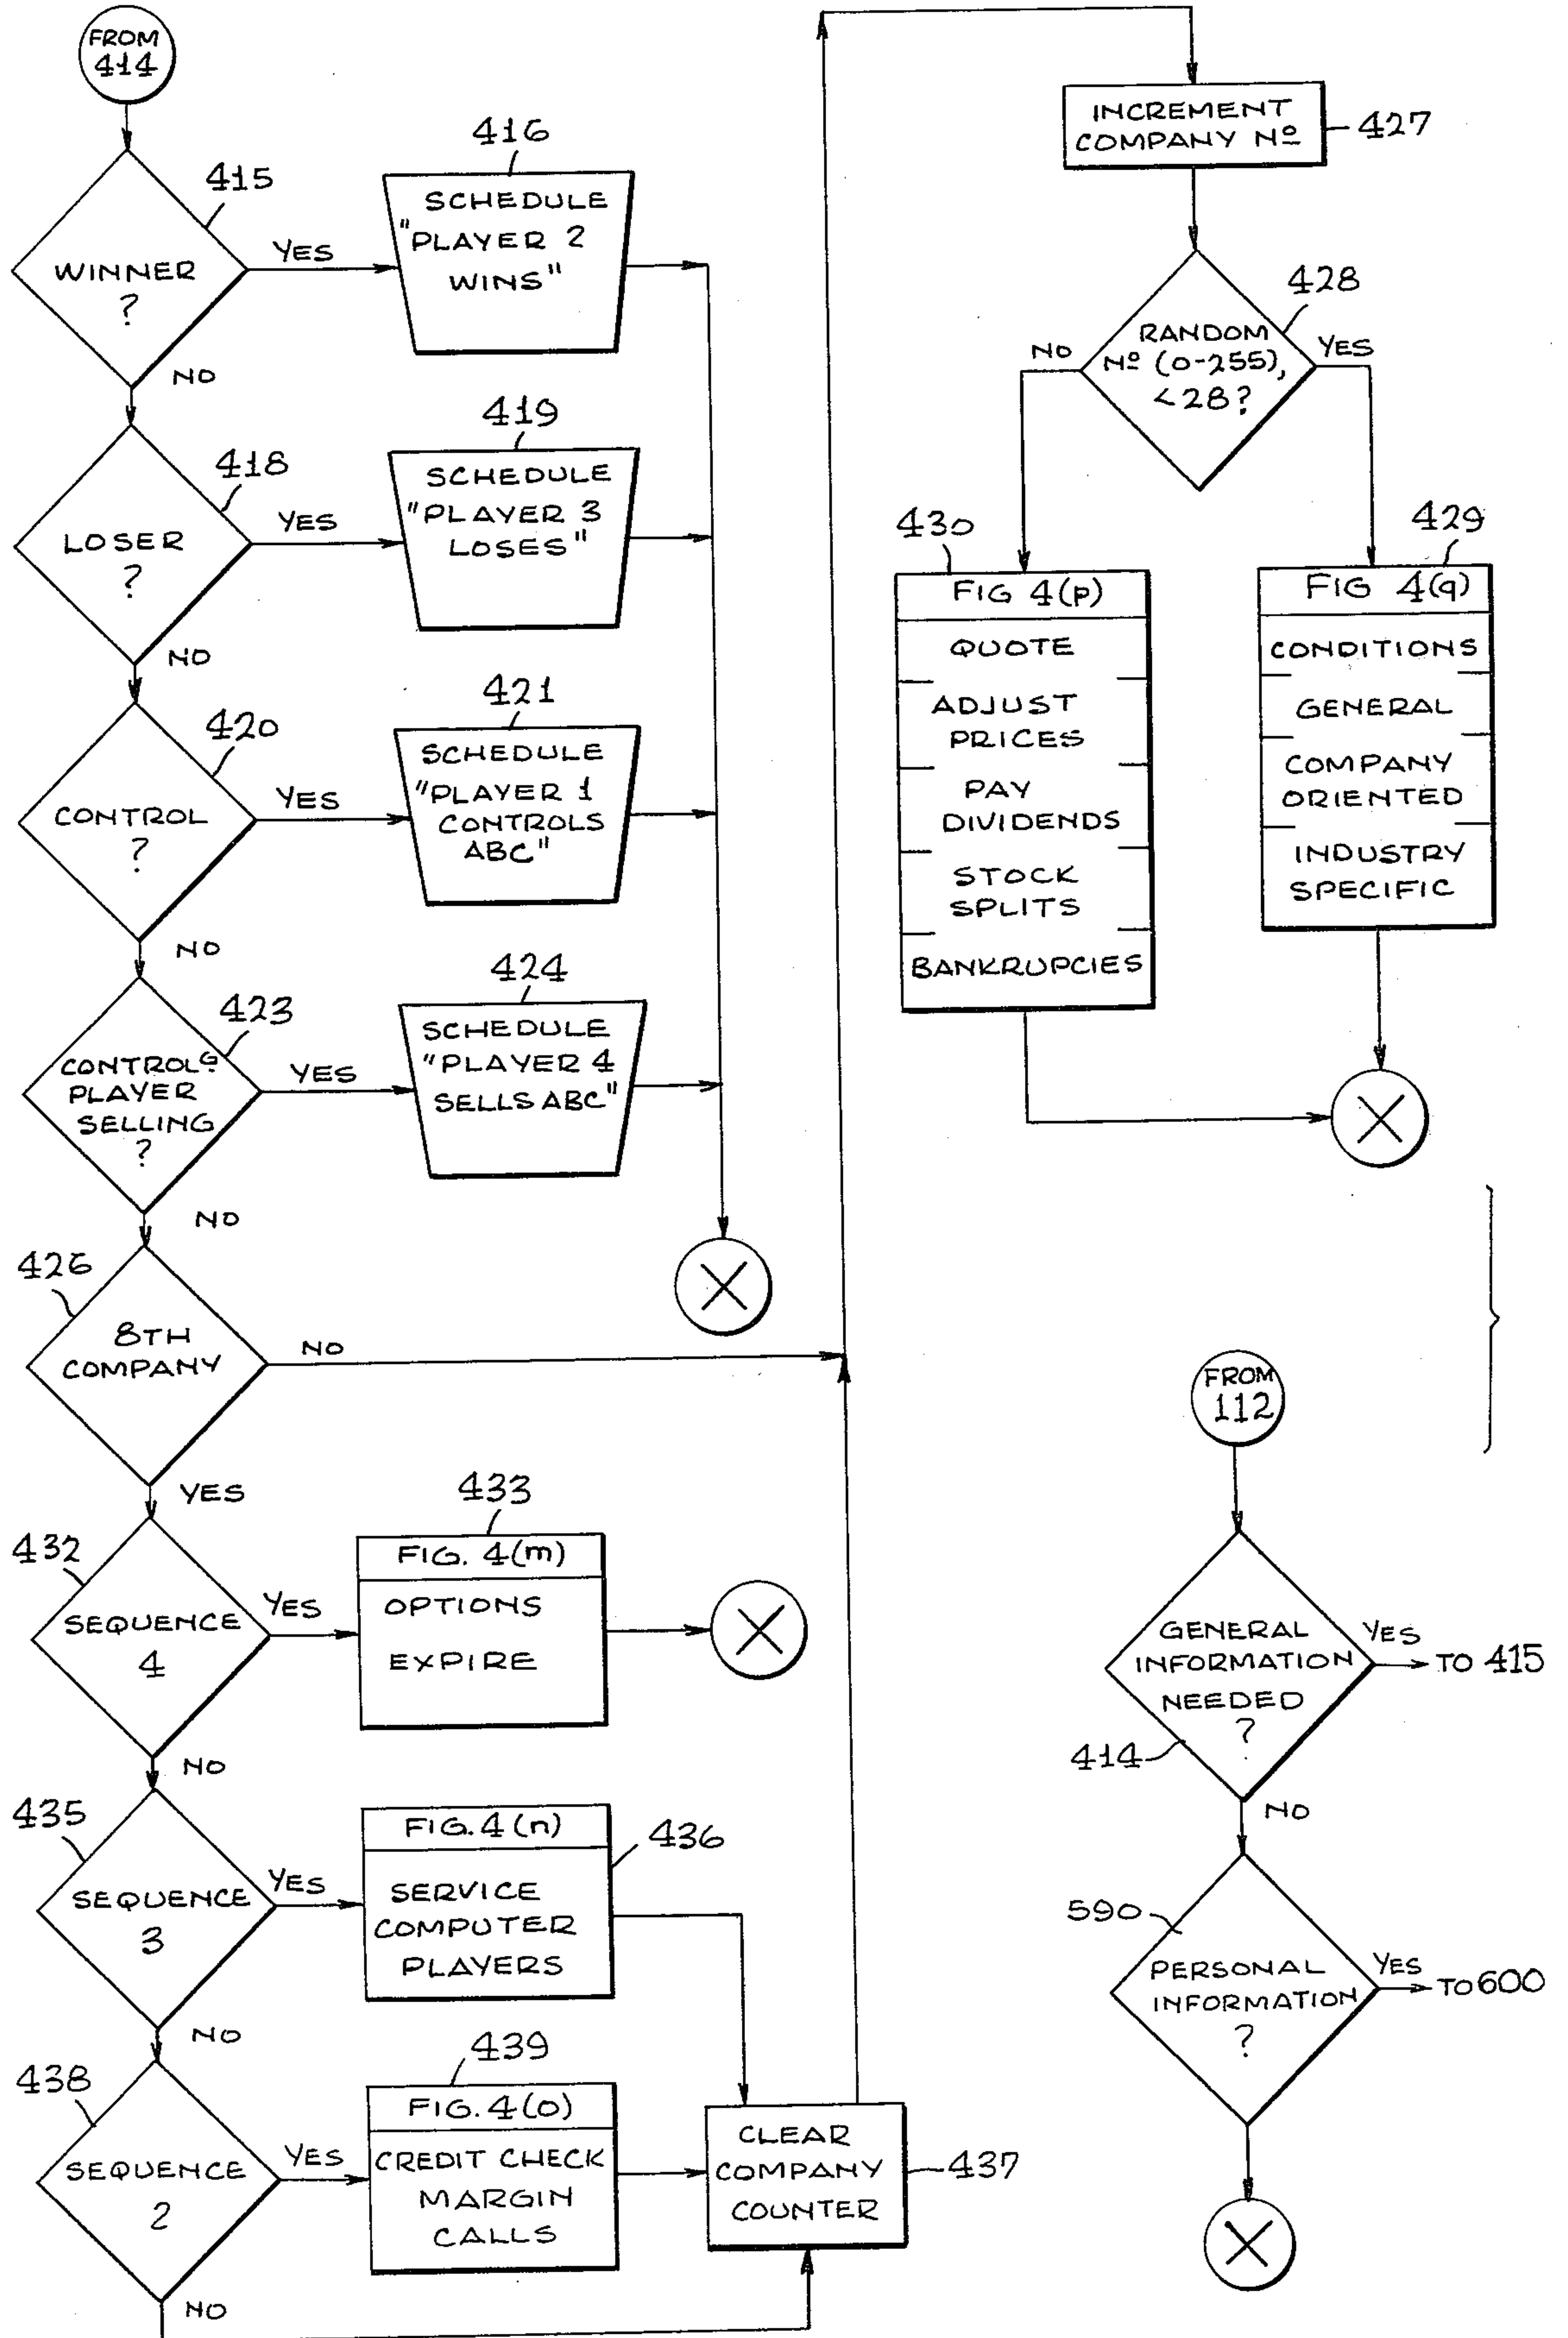 FROM
414
415
WINNER
?
YES
NO
416
SCHEDULE
"PLAYER 2
WINS"
418
LOSER
?
YES
NO
419
SCHEDULE
"PLAYER 3
LOSES"
420
CONTROL
?
YES
NO
421
SCHEDULE
"PLAYER 1
CONTROLS
ABC"
423
CONTROLG
PLAYER
SELLING
?
YES
NO
424
SCHEDULE
"PLAYER 4
SELLS ABC"
426
8TH
COMPANY
NO
YES
432
SEQUENCE
4
YES
NO
433
FIG. 4(m)
OPTIONS
EXPIRE
435
SEQUENCE
3
YES
NO
FIG. 4(n)
436
SERVICE
COMPUTER
PLAYERS
438
SEQUENCE
2
YES
NO
439
FIG. 4(o)
CREDIT CHECK
MARGIN
CALLS
CLEAR
COMPANY
COUNTER
437
INCREMENT
COMPANY Nº
427
428
RANDOM
Nº (0-255),
<28?
NO
YES
430
FIG 4(p)
QUOTE
ADJUST
PRICES
PAY
DIVIDENDS
STOCK
SPLITS
BANKRUPCIES
429
FIG 4(q)
CONDITIONS
GENERAL
COMPANY
ORIENTED
INDUSTRY
SPECIFIC
FROM
112
GENERAL
INFORMATION
NEEDED
?
414
YES
TO 415
NO
590
PERSONAL
INFORMATION
?
YES
TO 600